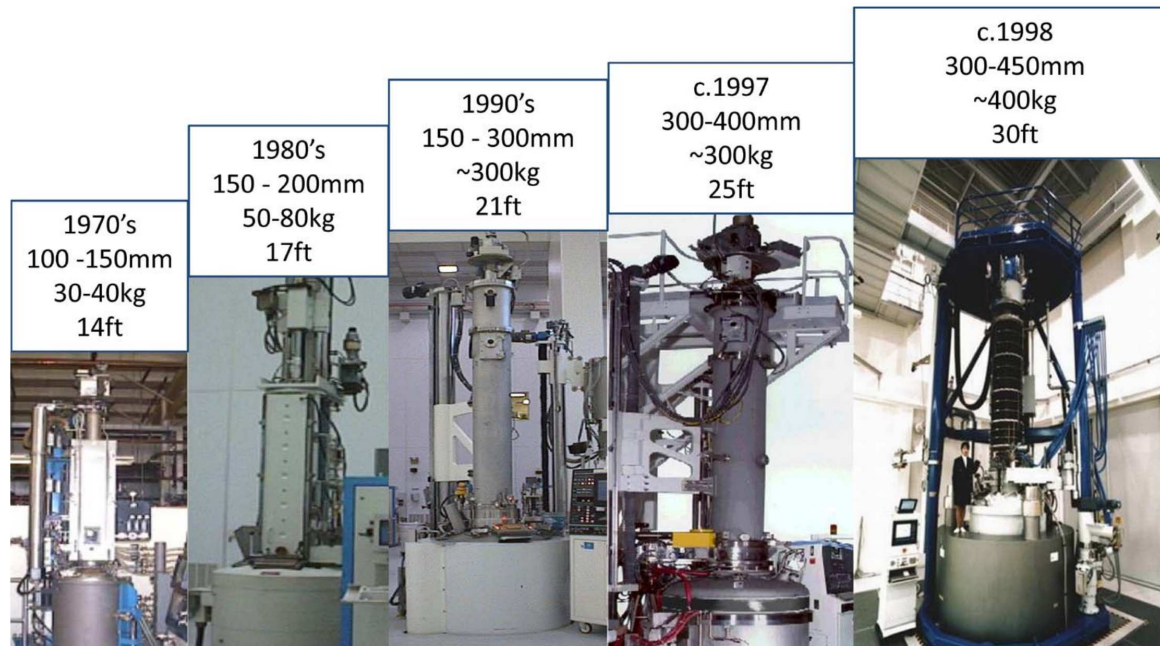 1970's
100 -150mm
30-40kg
14ft
1980's
150 - 200mm
50-80kg
17ft
1990's
150 - 300mm
~300kg
21ft
c.1997
300-400mm
~300kg
25ft
c.1998
300-450mm
~400kg
30ft